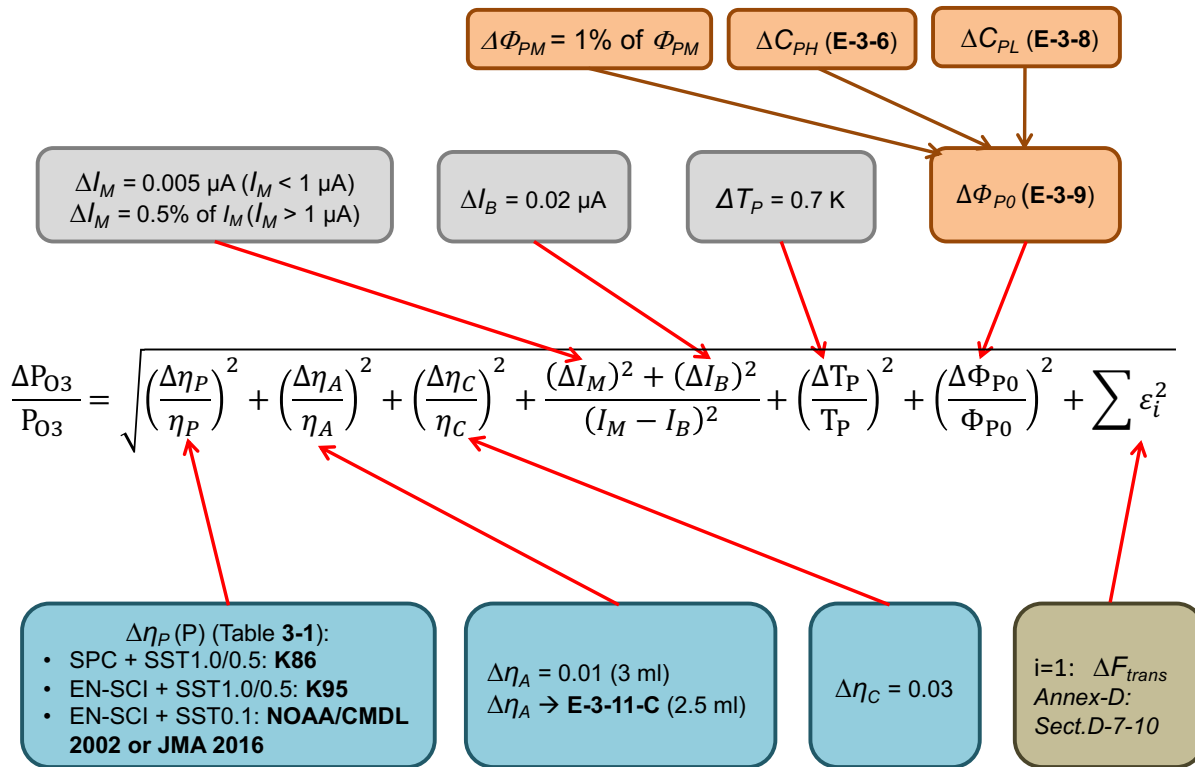 ΔΦ_PM = 1% of Φ_PM
ΔC_PH (E-3-6)
ΔC_PL (E-3-8)
ΔI_M = 0.005 µA (I_M < 1 µA)
ΔI_M = 0.5% of I_M (I_M > 1 µA)
ΔI_B = 0.02 µA
ΔT_P = 0.7 K
ΔΦ_P0 (E-3-9)
ΔP_O3/P_O3 = √((Δη_P/η_P)² + (Δη_A/η_A)² + (Δη_C/η_C)² + ((ΔI_M)² + (ΔI_B)²)/(I_M − I_B)² + (ΔT_P/T_P)² + (ΔΦ_P0/Φ_P0)² + ∑ ε_i²)
Δη_P (P) (Table 3-1):
• SPC + SST1.0/0.5: K86
• EN-SCI + SST1.0/0.5: K95
• EN-SCI + SST0.1: NOAA/CMDL
2002 or JMA 2016
Δη_A = 0.01 (3 ml)
Δη_A → E-3-11-C (2.5 ml)
Δη_C = 0.03
i=1: ΔF_trans
Annex-D:
Sect.D-7-10